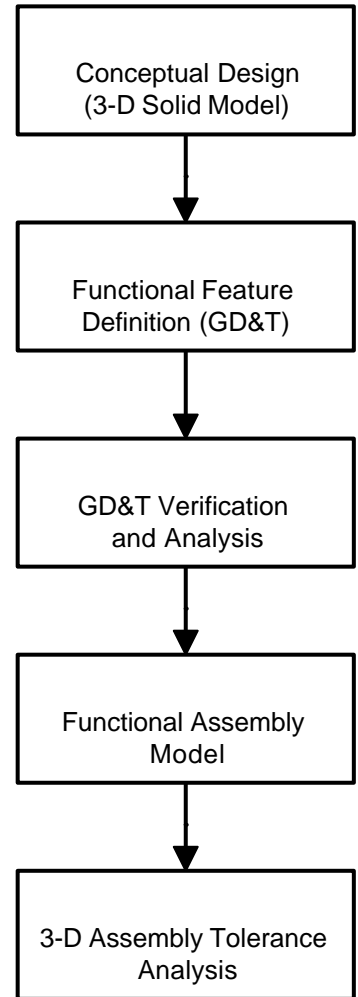 Conceptual Design
(3-D Solid Model)
Functional Feature
Definition (GD&T)
GD&T Verification
and Analysis
Functional Assembly
Model
3-D Assembly Tolerance
Analysis